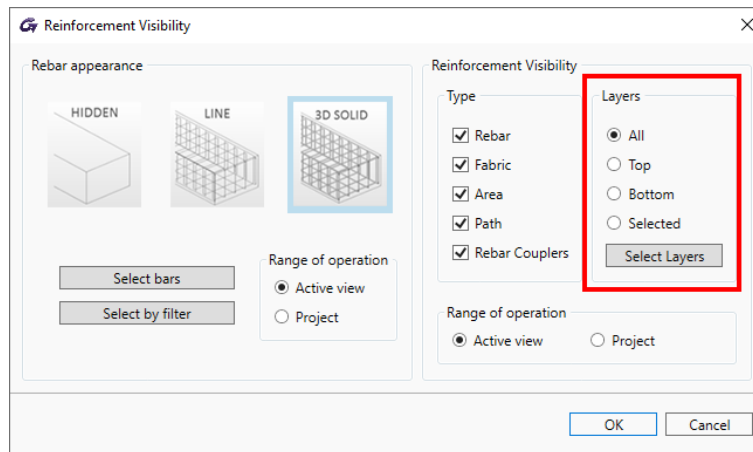 Reinforcement Visibility
Rebar appearance
HIDDEN
LINE
3D SOLID
Select bars
Select by filter
Range of operation
Active view
Project
Reinforcement Visibility
Type
Rebar
Fabric
Area
Path
Rebar Couplers
Layers
All
Top
Bottom
Selected
Select Layers
Range of operation
Active view
Project
OK
Cancel